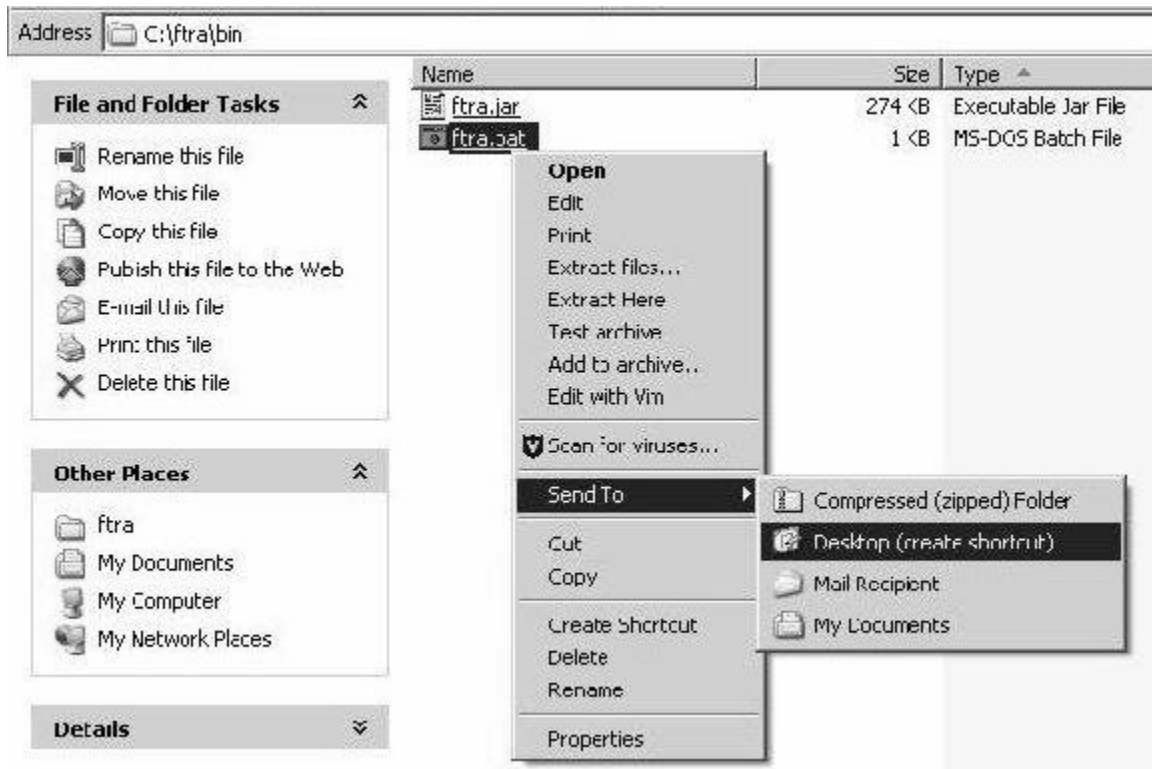 Address C:\ftra\bin
File and Folder Tasks
Rename this file
Move this file
Copy this file
Publish this file to the Web
E-mail this file
Print this file
Delete this file
Other Places
ftra
My Documents
My Computer
My Network Places
Details
Name Size Type
ftra.jar 274 KB Executable Jar File
ftra.bat 1 KB MS-DOS Batch File
Open
Edit
Print
Extract files...
Extract Here
Test archive
Add to archive...
Edit with Vim
Scan for viruses...
Send To
Cut
Copy
Create Shortcut
Delete
Rename
Properties
Compressed (zipped) Folder
Desktop (create shortcut)
Mail Recipient
My Documents